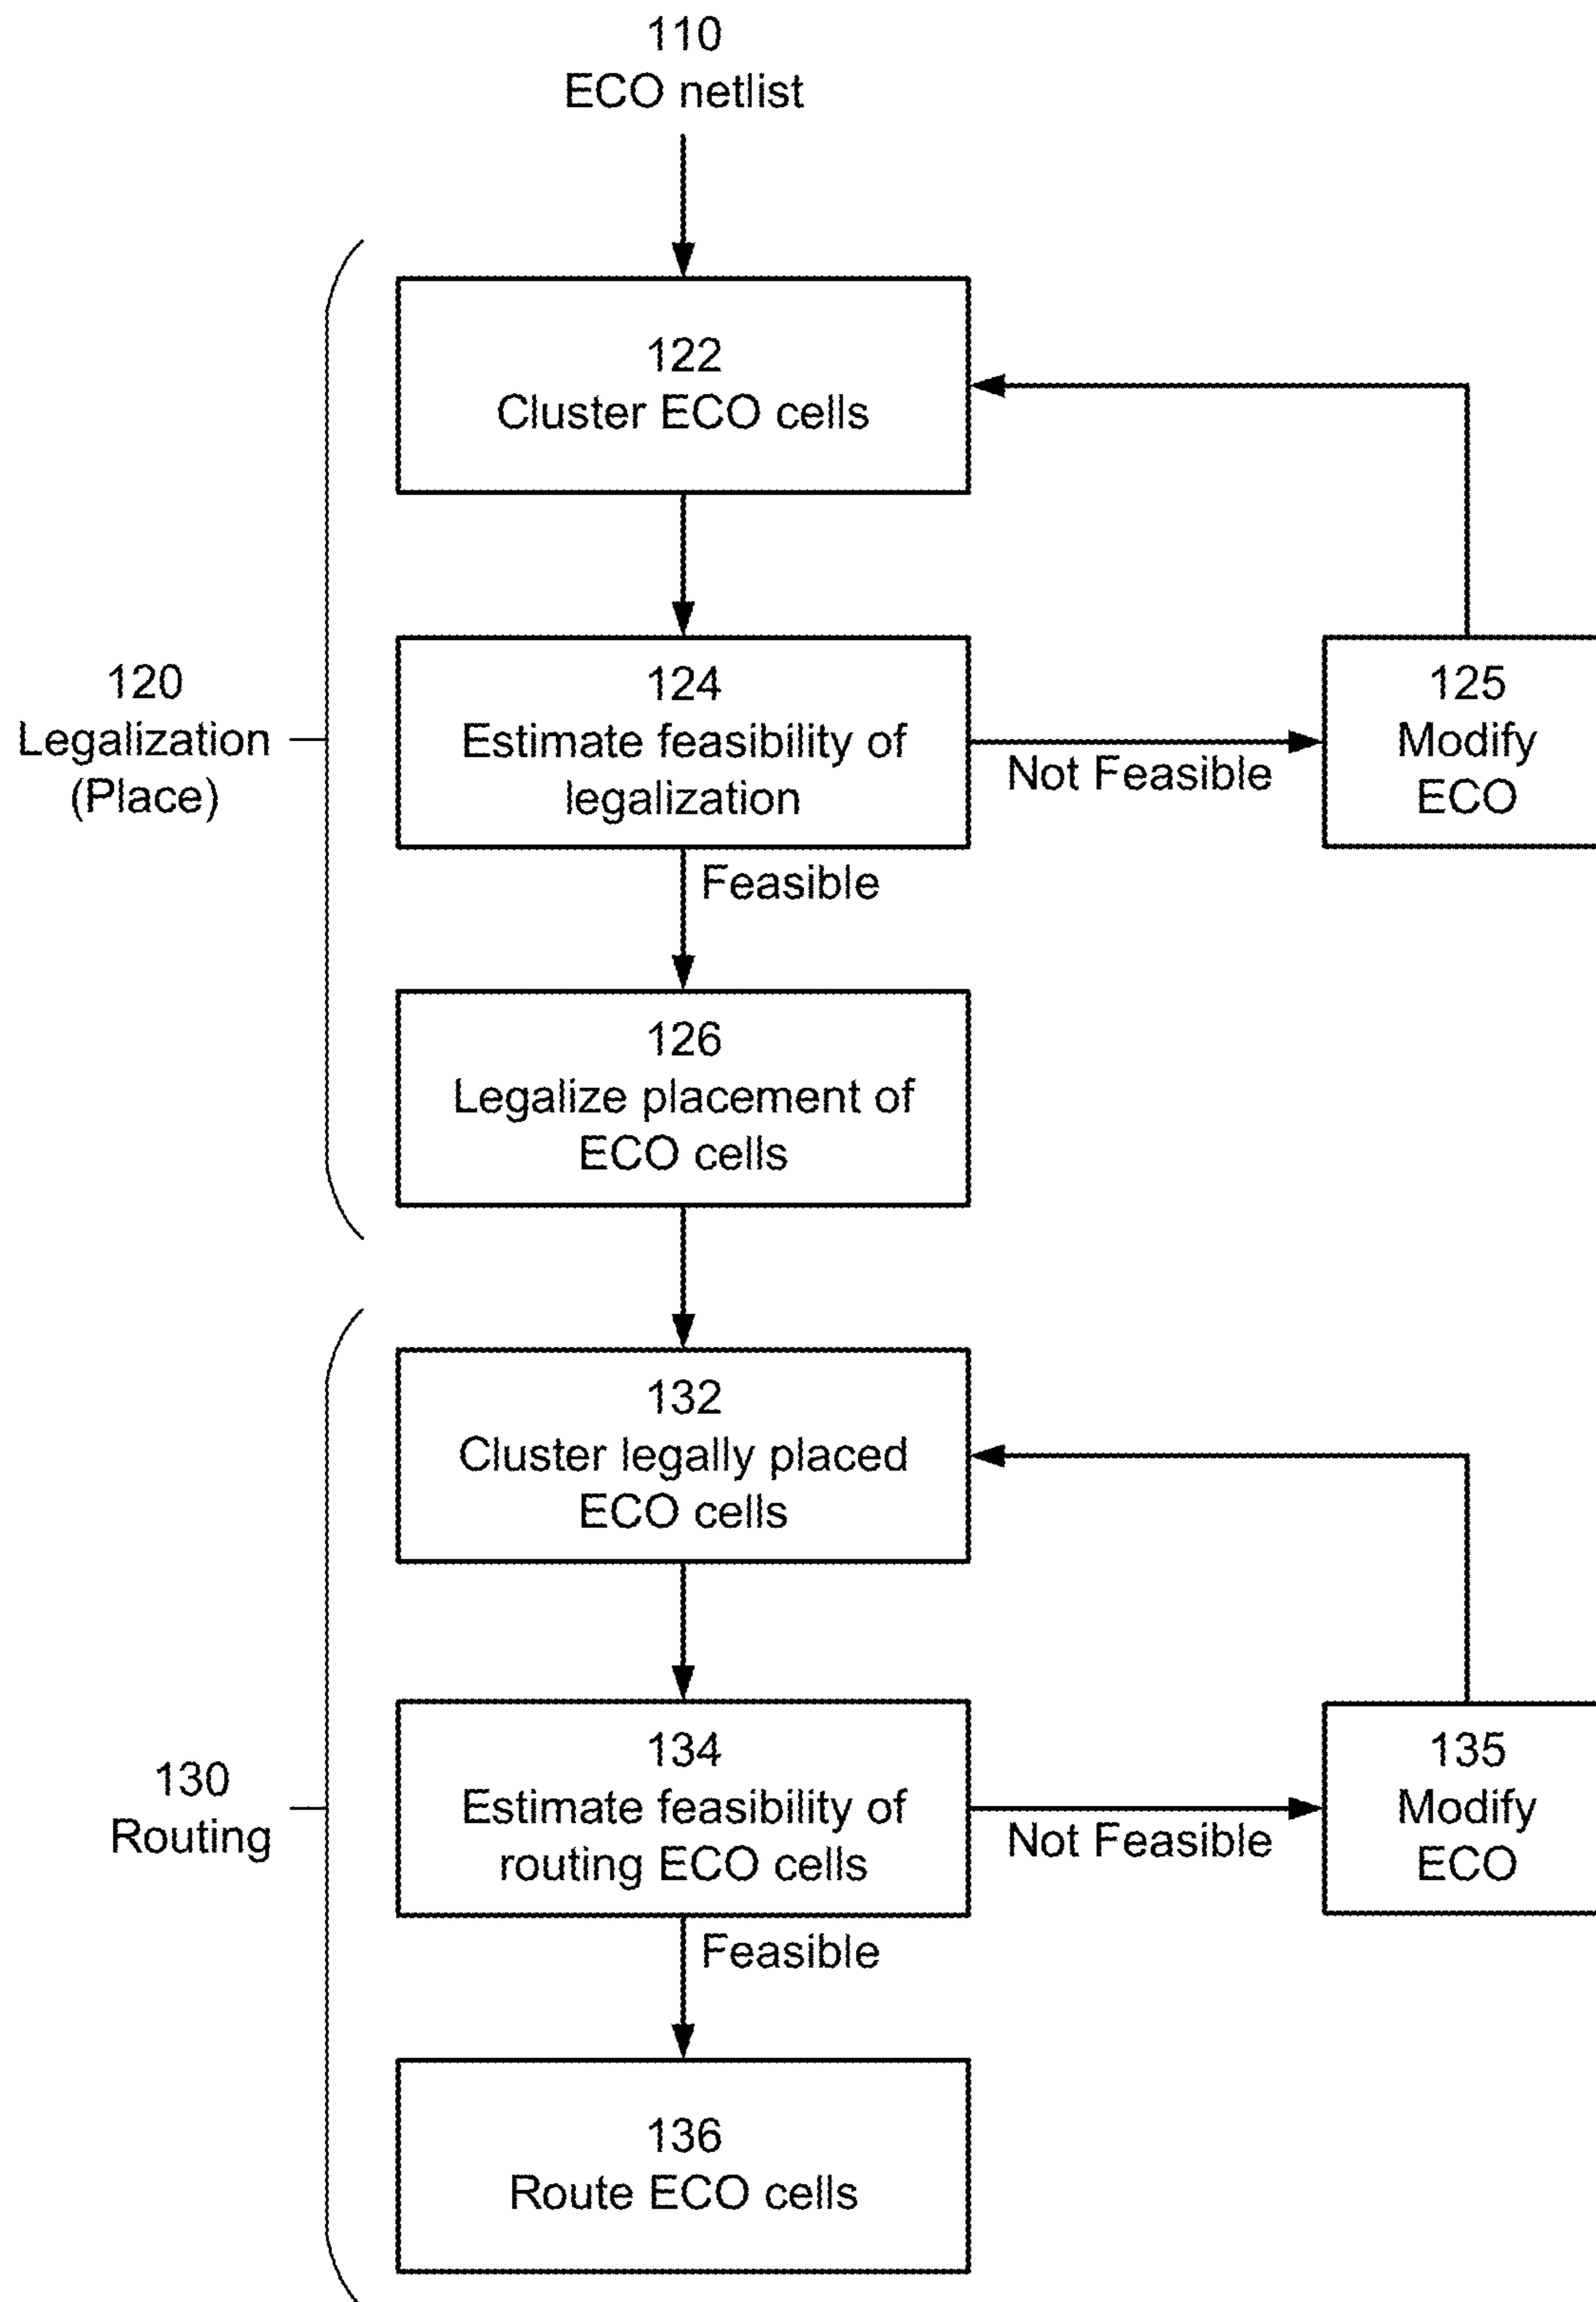 110
ECO netlist
122
Cluster ECO cells
120
Legalization
(Place)
124
Estimate feasibility of
legalization
Not Feasible
125
Modify
ECO
Feasible
126
Legalize placement of
ECO cells
132
Cluster legally placed
ECO cells
130
Routing
134
Estimate feasibility of
routing ECO cells
Not Feasible
135
Modify
ECO
Feasible
136
Route ECO cells